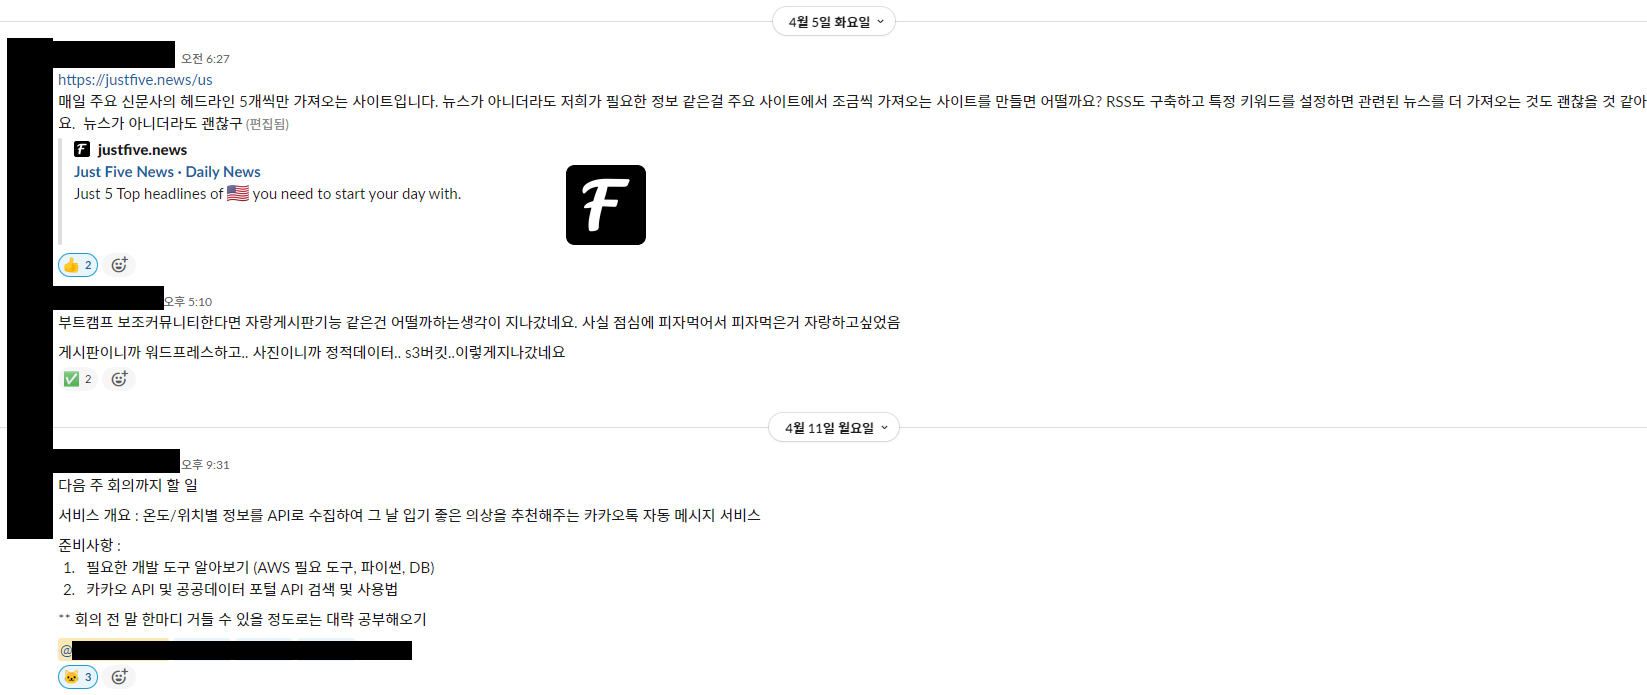 4월 5일 화요일
오전 6:27
https://justfive.news/us
매일 주요 신문사의 헤드라인 5개씩만 가져오는 사이트입니다. 뉴스가 아니더라도 저희가 필요한 정보 같은걸 주요 사이트에서 조금씩 가져오는 사이트를 만들면 어떨까요? RSS도 구축하고 특정 키워드를 설정하면 관련된 뉴스를 더 가져오는 것도 괜찮을 것 같아
요. 뉴스가 아니더라도 괜찮구 (편집됨)
F justfive.news
Just Five News · Daily News
Just 5 Top headlines of 🇺🇸 you need to start your day with.
F
👍 2
오후 5:10
부트캠프 보조커뮤니티한다면 자랑게시판기능 같은건 어떨까하는생각이 지나갔네요. 사실 점심에 피자먹어서 피자먹은거 자랑하고싶었음
게시판이니까 워드프레스하고.. 사진이니까 정적데이터.. s3버킷..이렇게지나갔네요
✅ 2
4월 11일 월요일
오후 9:31
다음 주 회의까지 할 일
서비스 개요 : 온도/위치별 정보를 API로 수집하여 그 날 입기 좋은 의상을 추천해주는 카카오톡 자동 메시지 서비스
준비사항 :
1. 필요한 개발 도구 알아보기 (AWS 필요 도구, 파이썬, DB)
2. 카카오 API 및 공공데이터 포털 API 검색 및 사용법
** 회의 전 말 한마디 거들 수 있을 정도로는 대략 공부해오기
@
🐱 3